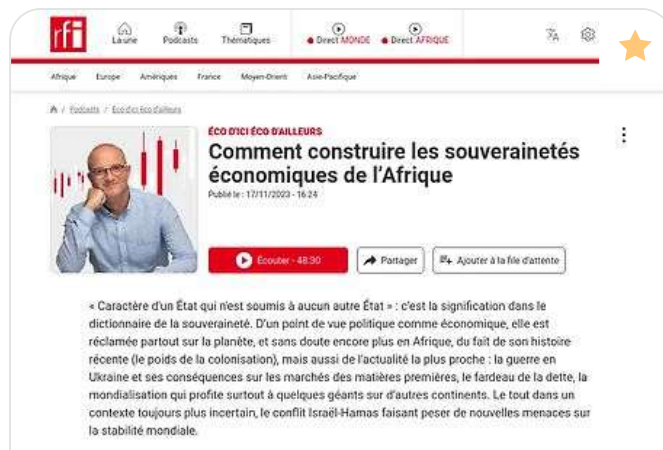 rfi
La une
Podcasts
Thématiques
Direct MONDE
Direct AFRIQUE
Afrique Europe Amériques France Moyen-Orient Asie-Pacifique
/ Podcasts / Éco d'ici éco d'ailleurs
ÉCO D'ICI ÉCO D'AILLEURS
Comment construire les souverainetés
économiques de l'Afrique
Publié le : 17/11/2023 - 16:24
Écouter - 48:30
Partager
Ajouter à la file d'attente
« Caractère d'un État qui n'est soumis à aucun autre État » : c'est la signification dans le
dictionnaire de la souveraineté. D'un point de vue politique comme économique, elle est
réclamée partout sur la planète, et sans doute encore plus en Afrique, du fait de son histoire
récente (le poids de la colonisation), mais aussi de l'actualité la plus proche : la guerre en
Ukraine et ses conséquences sur les marchés des matières premières, le fardeau de la dette, la
mondialisation qui profite surtout à quelques géants sur d'autres continents. Le tout dans un
contexte toujours plus incertain, le conflit Israël-Hamas faisant peser de nouvelles menaces sur
la stabilité mondiale.